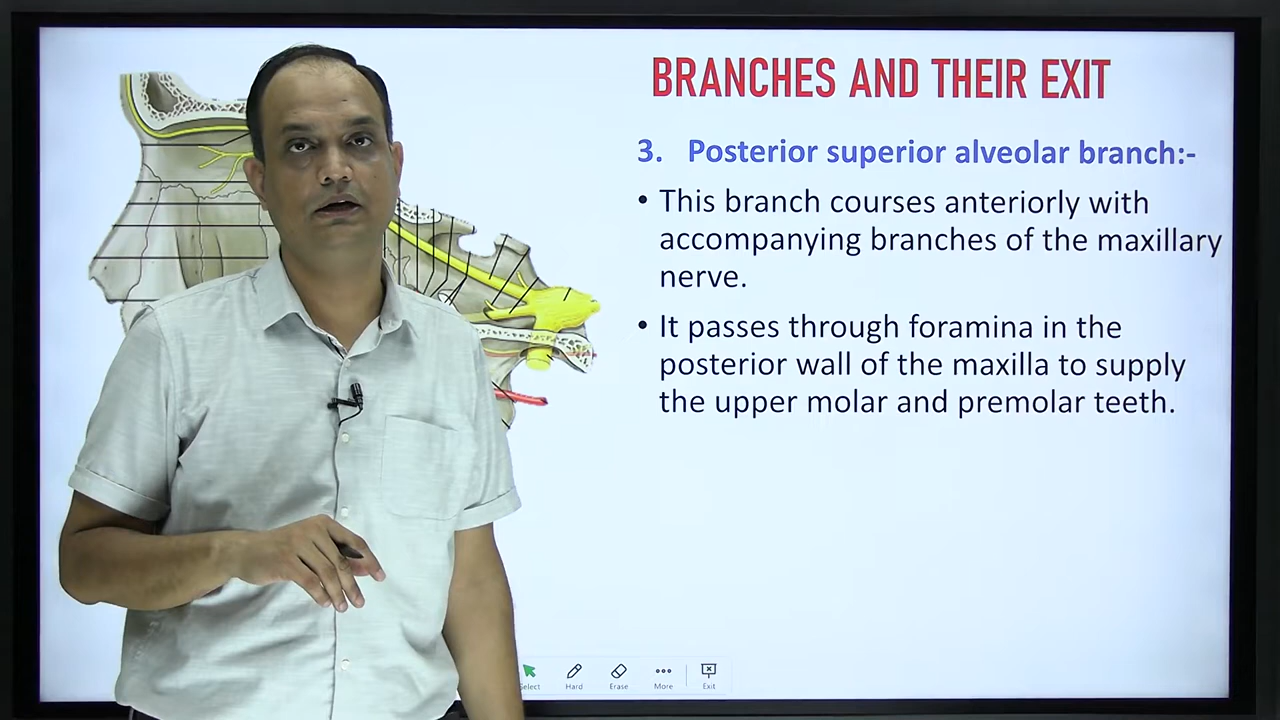 BRANCHES AND THEIR EXIT
3. Posterior superior alveolar branch:-
• This branch courses anteriorly with
accompanying branches of the maxillary
nerve.
• It passes through foramina in the
posterior wall of the maxilla to supply
the upper molar and premolar teeth.
Select Hard Erase More Exit